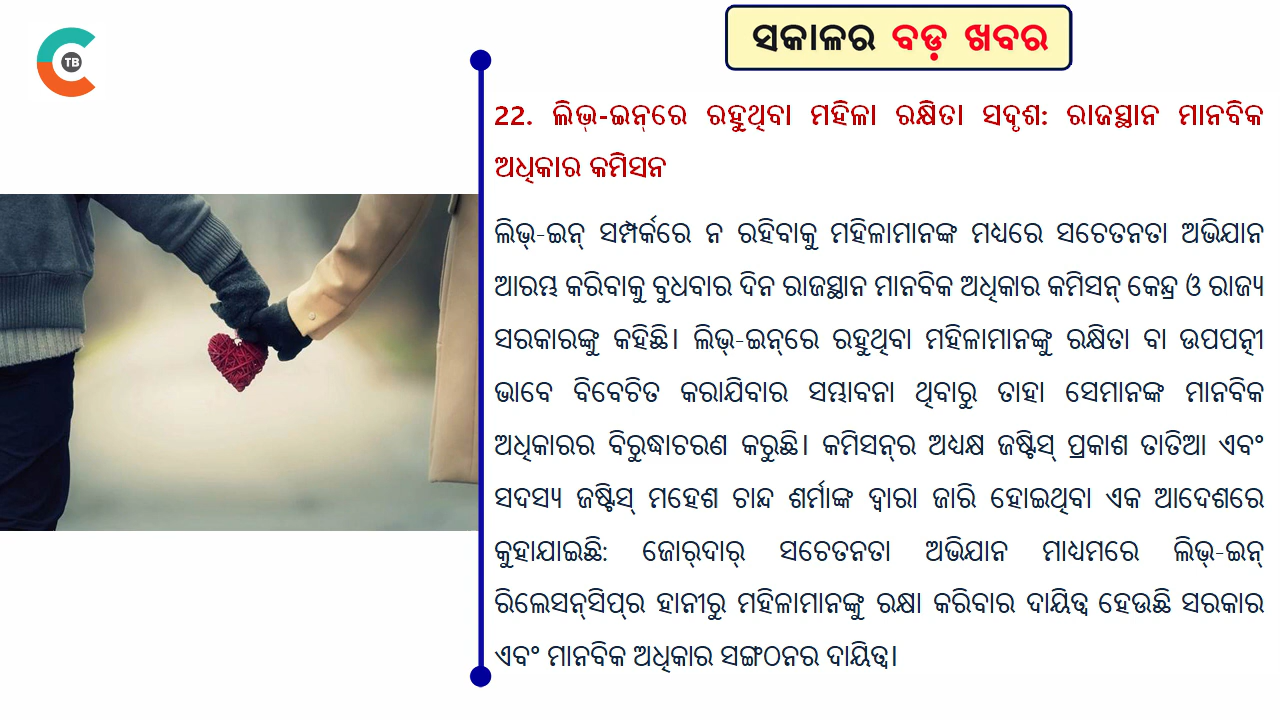 TB
ସକାଳର ବଡ଼ ଖବର
22. ଲିଭ୍-ଇନ୍‌ରେ ରହୁଥିବା ମହିଳା ରକ୍ଷିତା ସଦୃଶ: ରାଜସ୍ଥାନ ମାନବିକ
ଅଧିକାର କମିସନ
ଲିଭ୍-ଇନ୍ ସମ୍ପର୍କରେ ନ ରହିବାକୁ ମହିଳାମାନଙ୍କ ମଧ୍ୟରେ ସଚେତନତା ଅଭିଯାନ
ଆରମ୍ଭ କରିବାକୁ ବୁଧବାର ଦିନ ରାଜସ୍ଥାନ ମାନବିକ ଅଧିକାର କମିସନ୍ କେନ୍ଦ୍ର ଓ ରାଜ୍ୟ
ସରକାରଙ୍କୁ କହିଛି। ଲିଭ୍-ଇନ୍‌ରେ ରହୁଥିବା ମହିଳାମାନଙ୍କୁ ରକ୍ଷିତା ବା ଉପପତ୍ନୀ
ଭାବେ ବିବେଚିତ କରାଯିବାର ସମ୍ଭାବନା ଥିବାରୁ ତାହା ସେମାନଙ୍କ ମାନବିକ
ଅଧିକାରର ବିରୁଦ୍ଧାଚରଣ କରୁଛି। କମିସନ୍‌ର ଅଧ୍ୟକ୍ଷ ଜଷ୍ଟିସ୍ ପ୍ରକାଶ ତାତିଆ ଏବଂ
ସଦସ୍ୟ ଜଷ୍ଟିସ୍ ମହେଶ ଚାନ୍ଦ ଶର୍ମାଙ୍କ ଦ୍ୱାରା ଜାରି ହୋଇଥିବା ଏକ ଆଦେଶରେ
କୁହାଯାଇଛି: ଜୋର୍‌ଦାର୍ ସଚେତନତା ଅଭିଯାନ ମାଧ୍ୟମରେ ଲିଭ୍-ଇନ୍
ରିଲେସନ୍‌ସିପ୍‌ର ହାନୀରୁ ମହିଳାମାନଙ୍କୁ ରକ୍ଷା କରିବାର ଦାୟିତ୍ୱ ହେଉଛି ସରକାର
ଏବଂ ମାନବିକ ଅଧିକାର ସଙ୍ଗଠନର ଦାୟିତ୍ୱ।